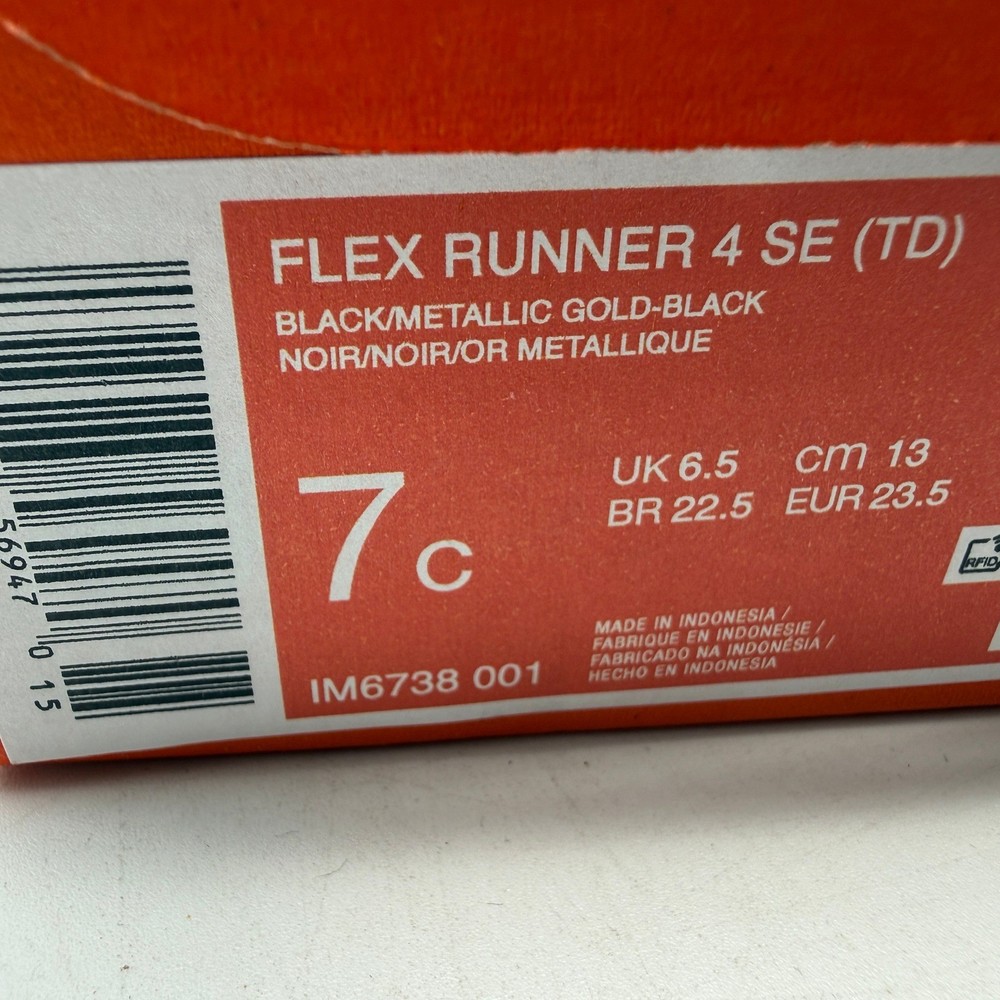 FLEX RUNNER 4 SE (TD)
BLACK/METALLIC GOLD-BLACK
NOIR/NOIR/OR METALLIQUE
7C
UK 6.5 cm 13
BR 22.5 EUR 23.5
RFID
MADE IN INDONESIA /
FABRIQUE EN INDONESIE /
FABRICADO NA INDONÉSIA /
HECHO EN INDONESIA
IM6738 001
56947 0 15